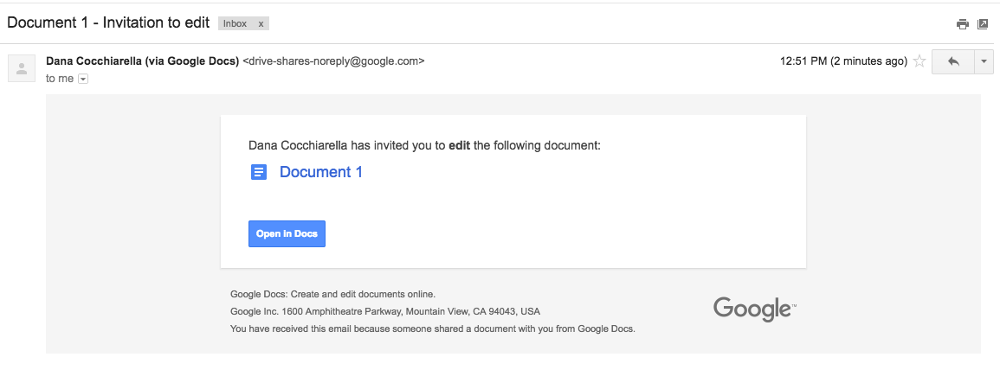 Document 1 - Invitation to edit Inbox x
Dana Cocchiarella (via Google Docs) <drive-shares-noreply@google.com> 12:51 PM (2 minutes ago)
to me
Dana Cocchiarella has invited you to edit the following document:
Document 1
Open in Docs
Google Docs: Create and edit documents online.
Google Inc. 1600 Amphitheatre Parkway, Mountain View, CA 94043, USA
You have received this email because someone shared a document with you from Google Docs.
Google™